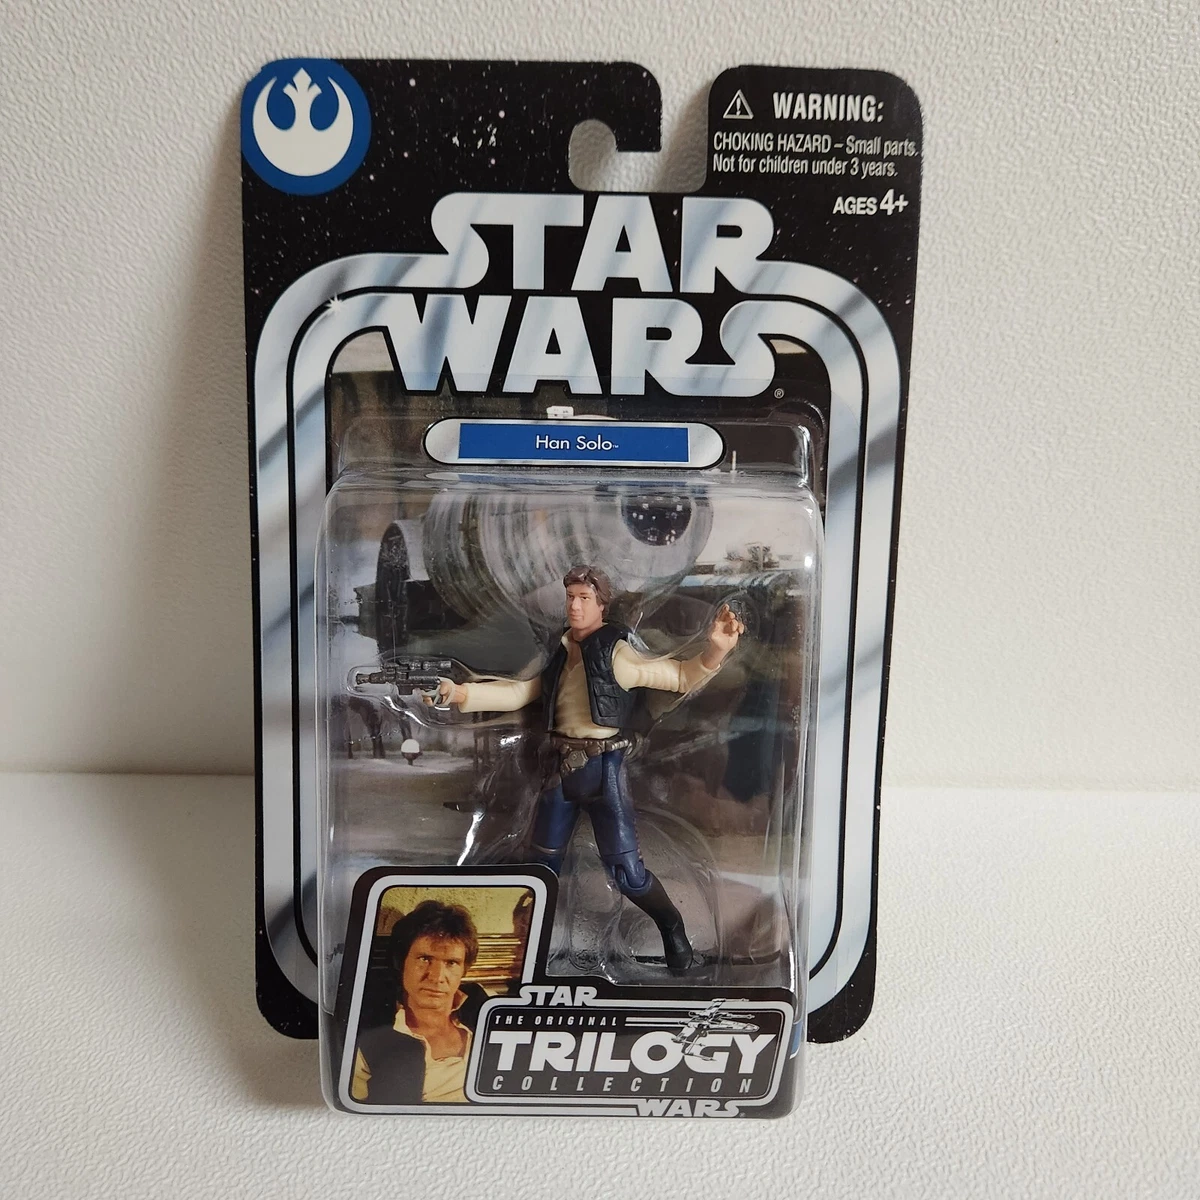 WARNING:
CHOKING HAZARD – Small parts.
Not for children under 3 years.
AGES 4+
STAR
WARS®
Han Solo™
STAR
THE ORIGINAL
TRILOGY
COLLECTION
WARS®